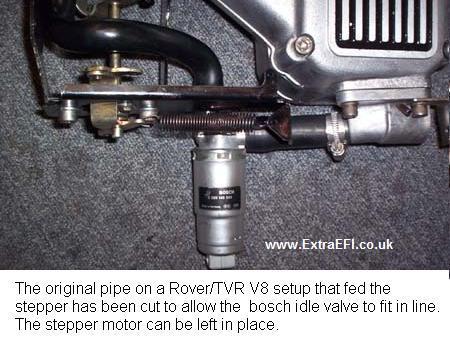 BOSCH
www.ExtraEFI.co.uk
The original pipe on a Rover/TVR V8 setup that fed the
stepper has been cut to allow the  bosch idle valve to fit in line.
The stepper motor can be left in place.